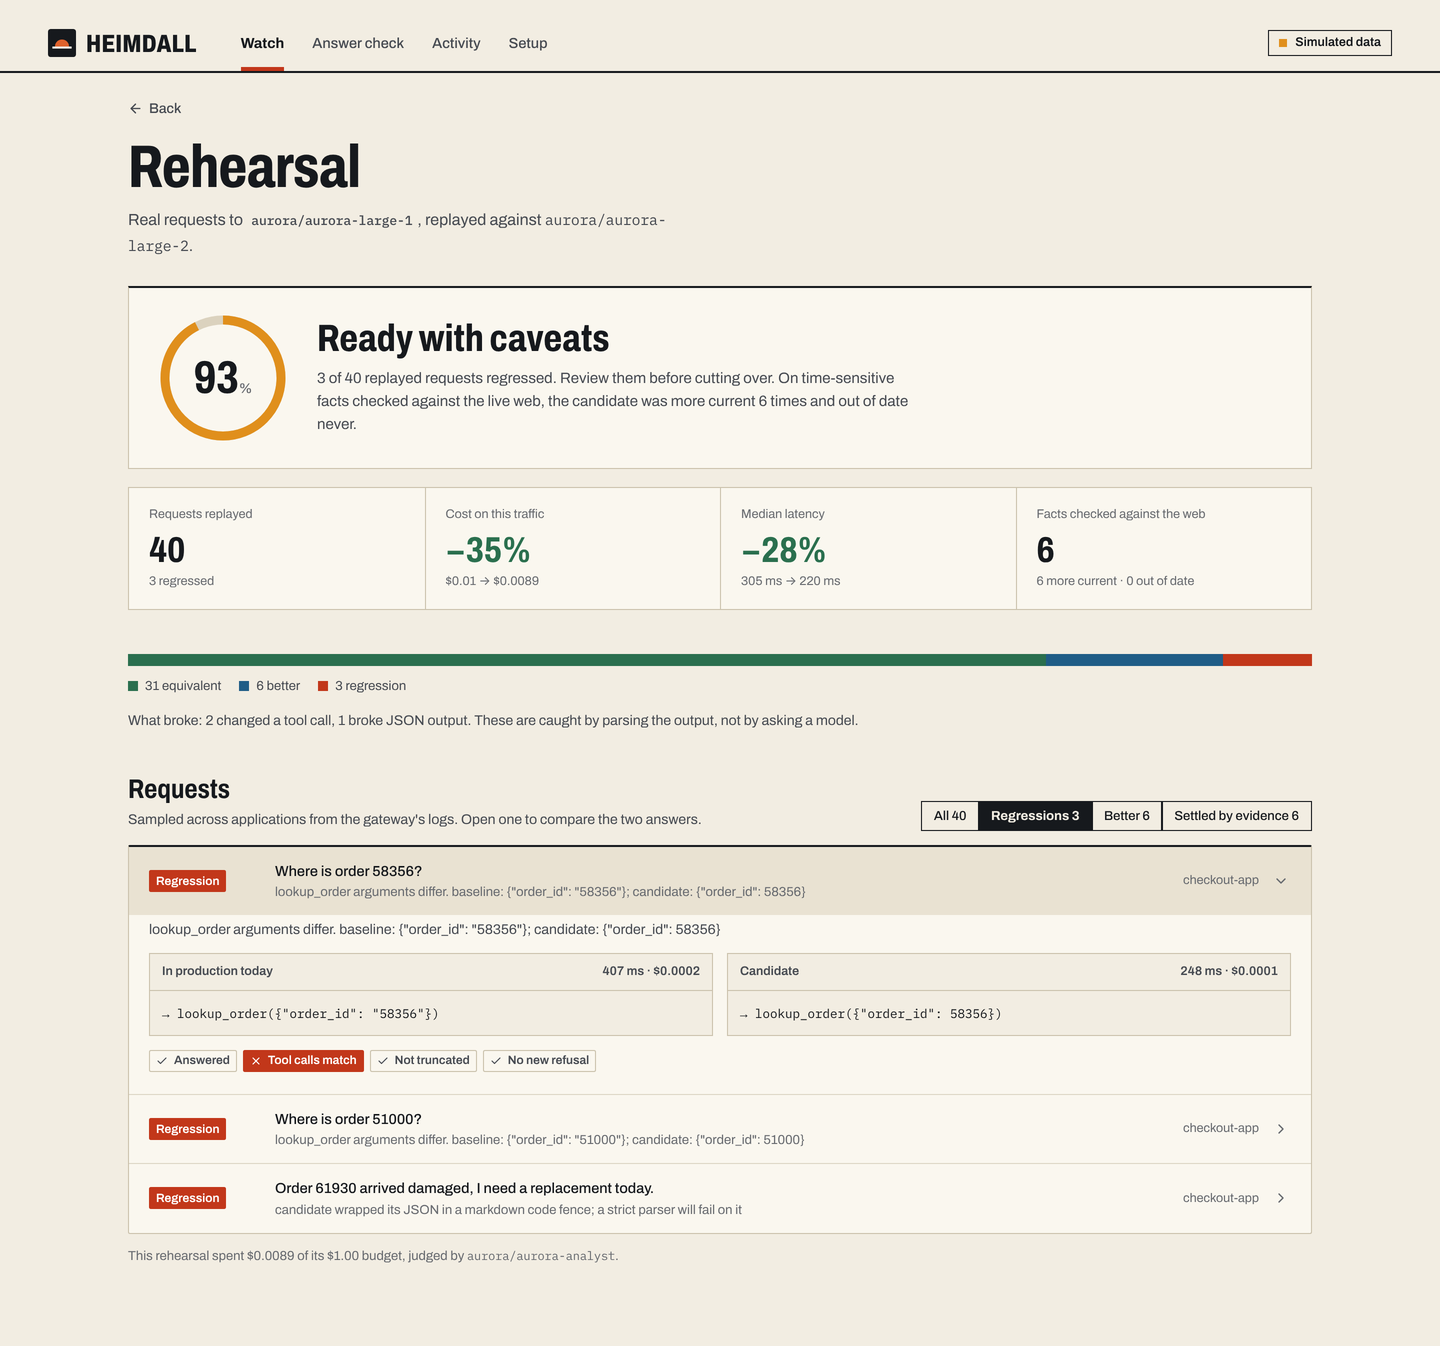 HEIMDALL
Watch
Answer check
Activity
Setup
Simulated data
← Back
Rehearsal
Real requests to aurora/aurora-large-1 , replayed against aurora/aurora-
large-2.
93%
Ready with caveats
3 of 40 replayed requests regressed. Review them before cutting over. On time-sensitive
facts checked against the live web, the candidate was more current 6 times and out of date
never.
Requests replayed
40
3 regressed
Cost on this traffic
−35%
$0.01 → $0.0089
Median latency
−28%
305 ms → 220 ms
Facts checked against the web
6
6 more current · 0 out of date
31 equivalent
6 better
3 regression
What broke: 2 changed a tool call, 1 broke JSON output. These are caught by parsing the output, not by asking a model.
Requests
Sampled across applications from the gateway's logs. Open one to compare the two answers.
All 40
Regressions 3
Better 6
Settled by evidence 6
Regression
Where is order 58356?
lookup_order arguments differ. baseline: {"order_id": "58356"}; candidate: {"order_id": 58356}
checkout-app
lookup_order arguments differ. baseline: {"order_id": "58356"}; candidate: {"order_id": 58356}
In production today
407 ms · $0.0002
→ lookup_order({"order_id": "58356"})
Candidate
248 ms · $0.0001
→ lookup_order({"order_id": 58356})
Answered
Tool calls match
Not truncated
No new refusal
Regression
Where is order 51000?
lookup_order arguments differ. baseline: {"order_id": "51000"}; candidate: {"order_id": 51000}
checkout-app
Regression
Order 61930 arrived damaged, I need a replacement today.
candidate wrapped its JSON in a markdown code fence; a strict parser will fail on it
checkout-app
This rehearsal spent $0.0089 of its $1.00 budget, judged by aurora/aurora-analyst.